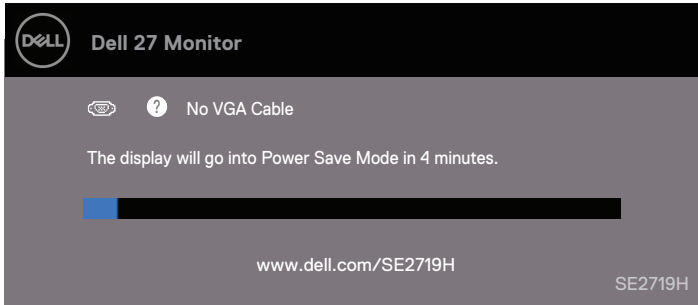 DELL
Dell 27 Monitor
? No VGA Cable
The display will go into Power Save Mode in 4 minutes.
www.dell.com/SE2719H
SE2719H